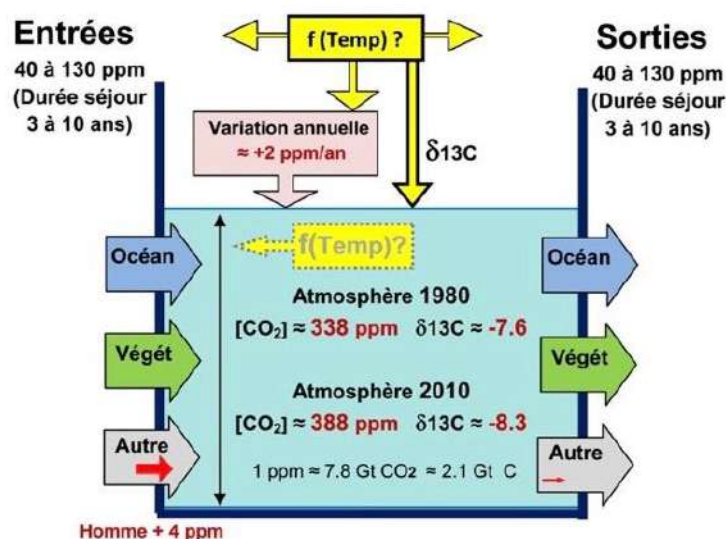 Entrées
40 à 130 ppm
(Durée séjour
3 à 10 ans)
f (Temp) ?
Sorties
40 à 130 ppm
(Durée séjour
3 à 10 ans)
Variation annuelle
≈ +2 ppm/an
δ13C
f(Temp)?
Océan
Océan
Atmosphère 1980
[CO₂] ≈ 338 ppm δ13C ≈ -7.6
Végét
Végét
Atmosphère 2010
[CO₂] ≈ 388 ppm δ13C ≈ -8.3
Autre
Autre
1 ppm ≈ 7.8 Gt CO₂ ≈ 2.1 Gt C
Homme + 4 ppm